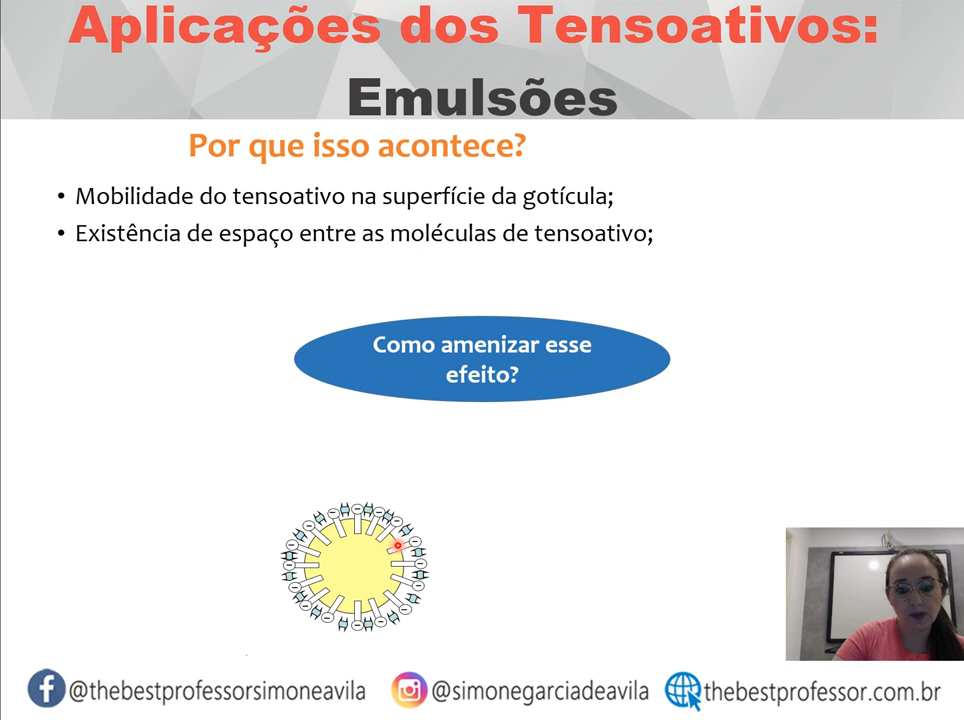 Aplicações dos Tensoativos:
Emulsões
Por que isso acontece?
• Mobilidade do tensoativo na superfície da gotícula;
• Existência de espaço entre as moléculas de tensoativo;
Como amenizar esse
efeito?
@thebestprofessorsimoneavila @simonegarciadeavila thebestprofessor.com.br